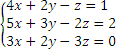 4x + 2y − z = 1
5x + 3y − 2z = 2
3x + 2y − 3z = 0